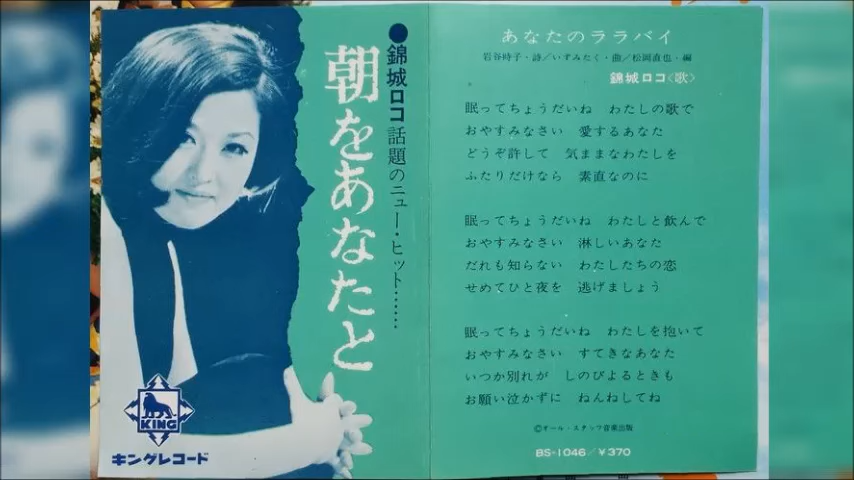 ●錦城ロコ話題のニュー・ヒット……
朝をあなたと
KING
キングレコード
あなたのララバイ
岩谷時子・詩／いずみたく・曲／松岡直也・編
錦城ロコ〈歌〉
眠ってちょうだいね　わたしの歌で
おやすみなさい　愛するあなた
どうぞ許して　気ままなわたしを
ふたりだけなら　素直なのに
眠ってちょうだいね　わたしと飲んで
おやすみなさい　淋しいあなた
だれも知らない　わたしたちの恋
せめてひと夜を　逃げましょう
眠ってちょうだいね　わたしを抱いて
おやすみなさい　すてきなあなた
いつか別れが　しのびよるときも
お願い泣かずに　ねんねしてね
©オール・スタッフ音楽出版
BS-1046／￥370